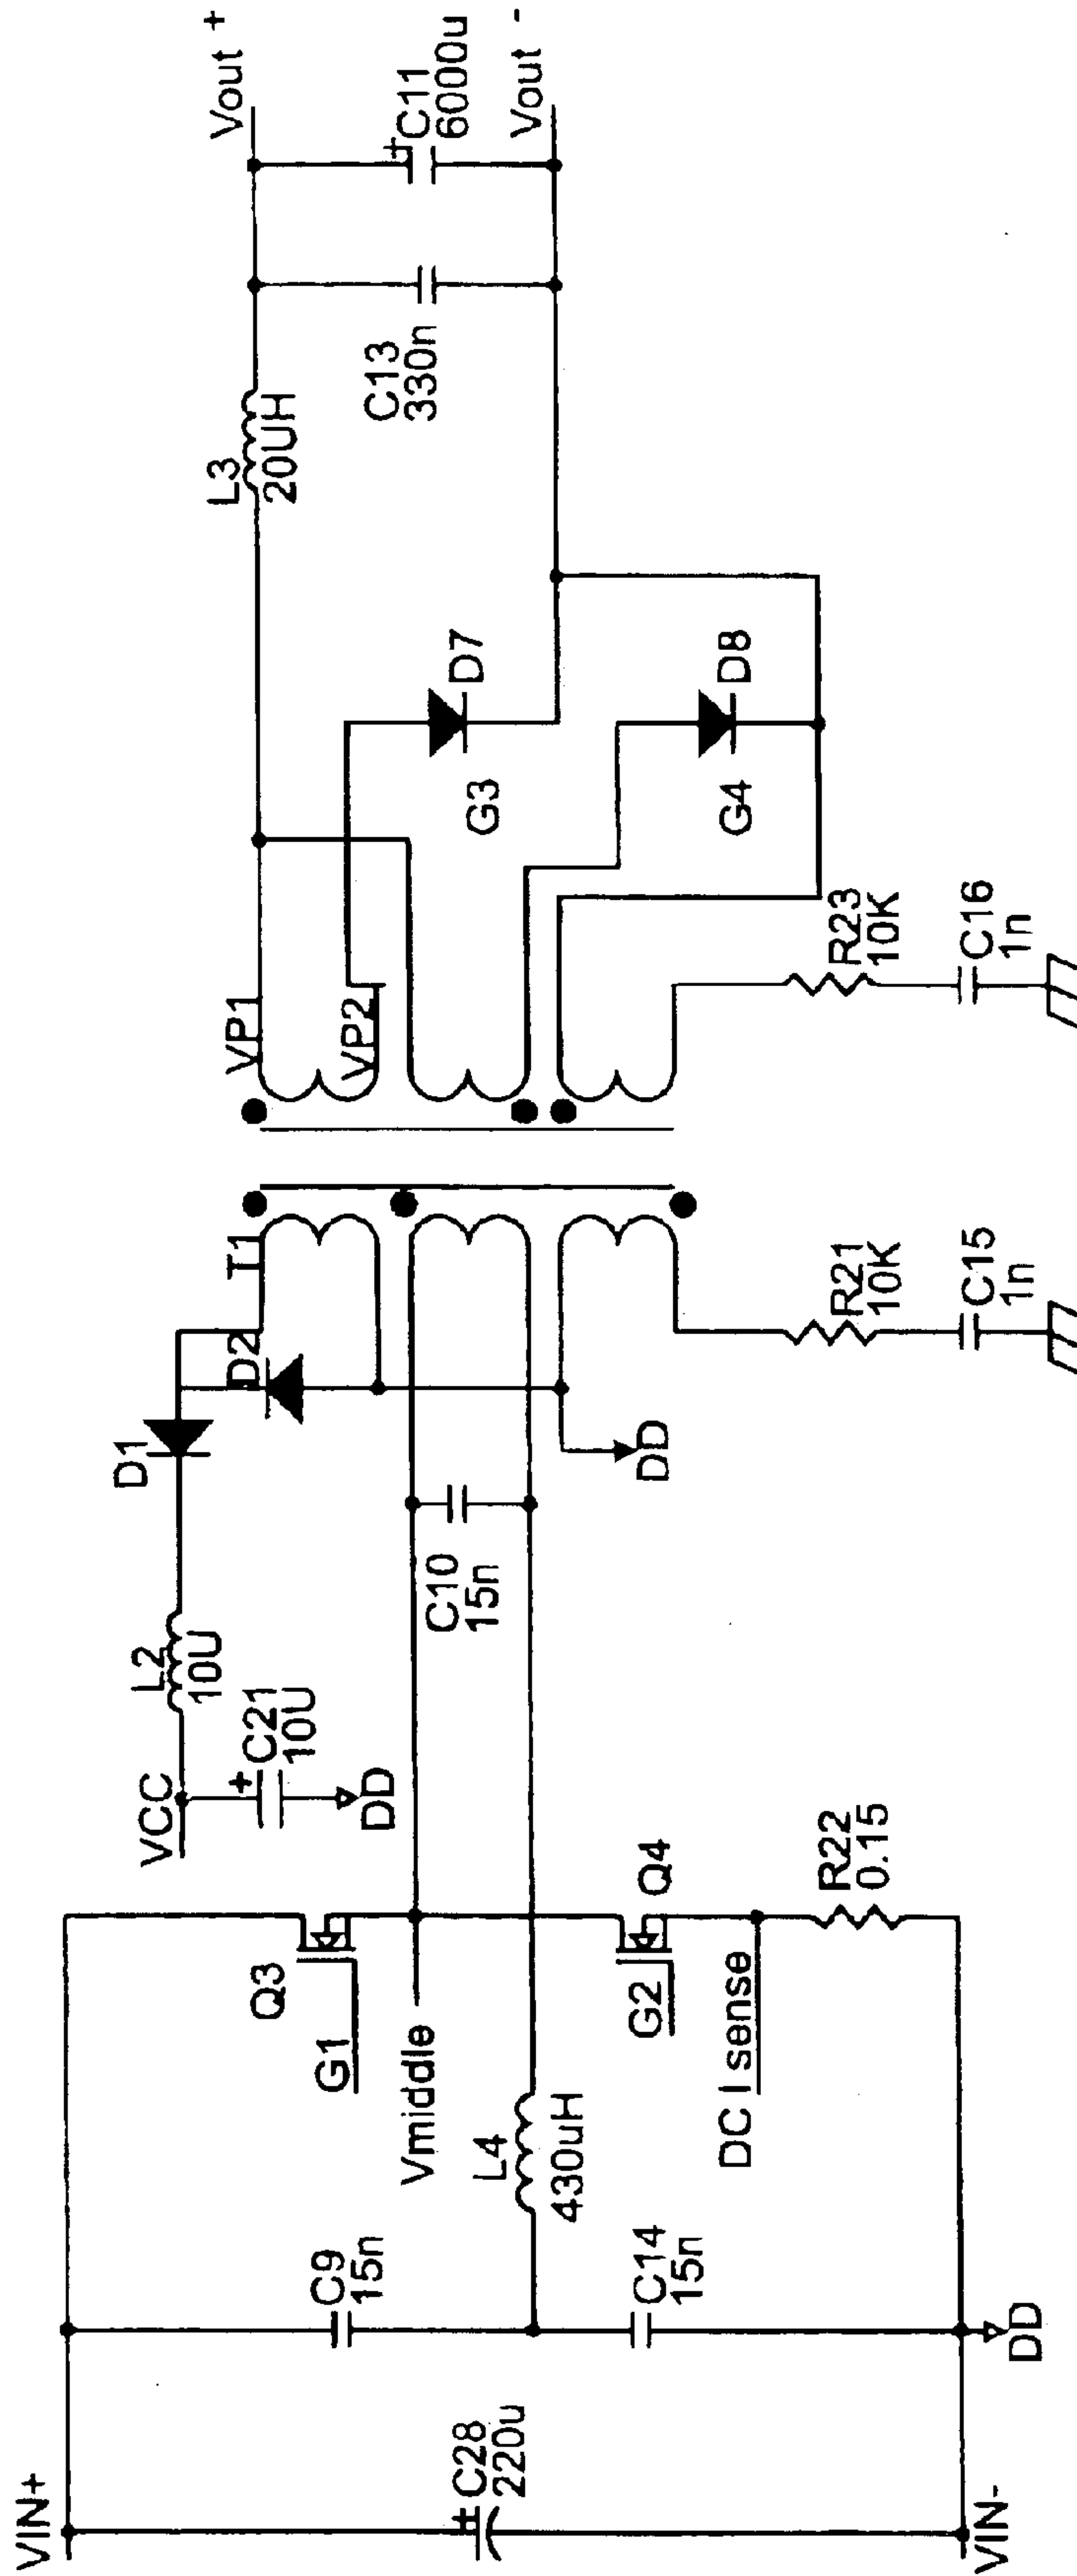 VIN+
C28
220u
VIN-
C9
15n
C14
15n
DD
L4
430uH
Vmiddle
Q3
G1
Q4
G2
DC I sense
R22
0.15
VCC
C21
10U
DD
L2
10U
D1
D2
C10
15n
DD
T1
R21
10K
C15
1n
VP1
VP2
R23
10K
C16
1n
G3
D7
G4
D8
L3
20UH
C13
330n
C11
6000u
Vout +
Vout -